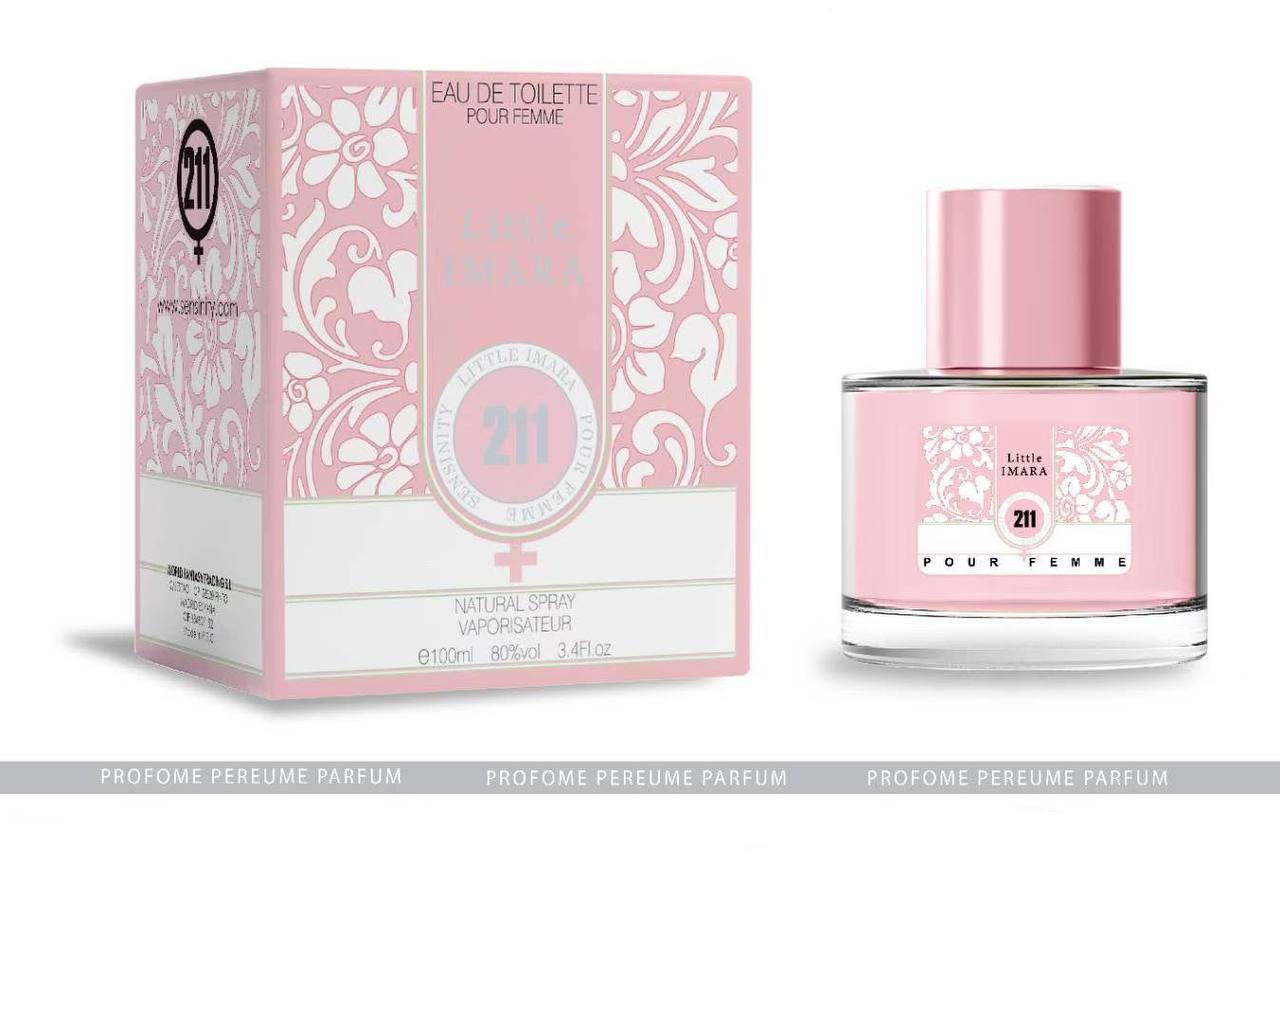 211
www.sensinity.com
EAU DE TOILETTE
POUR FEMME
Little
IMARA
SENSINITY LITTLE IMARA POUR FEMME
211
NATURAL SPRAY
VAPORISATEUR
℮100ml 80%vol 3.4Fl.oz
Little
IMARA
211
POUR FEMME
PROFOME PEREUME PARFUM PROFOME PEREUME PARFUM PROFOME PEREUME PARFUM